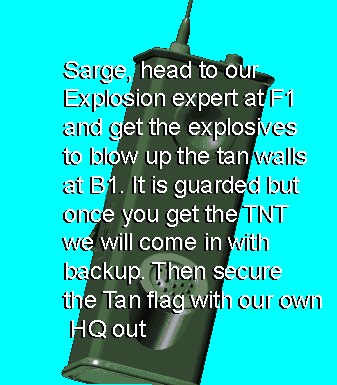 Sarge, head to our
Explosion expert at F1
and get the explosives
to blow up the tan walls
at B1. It is guarded but
once you get the TNT
we will come in with
backup. Then secure
the Tan flag with our own
HQ out